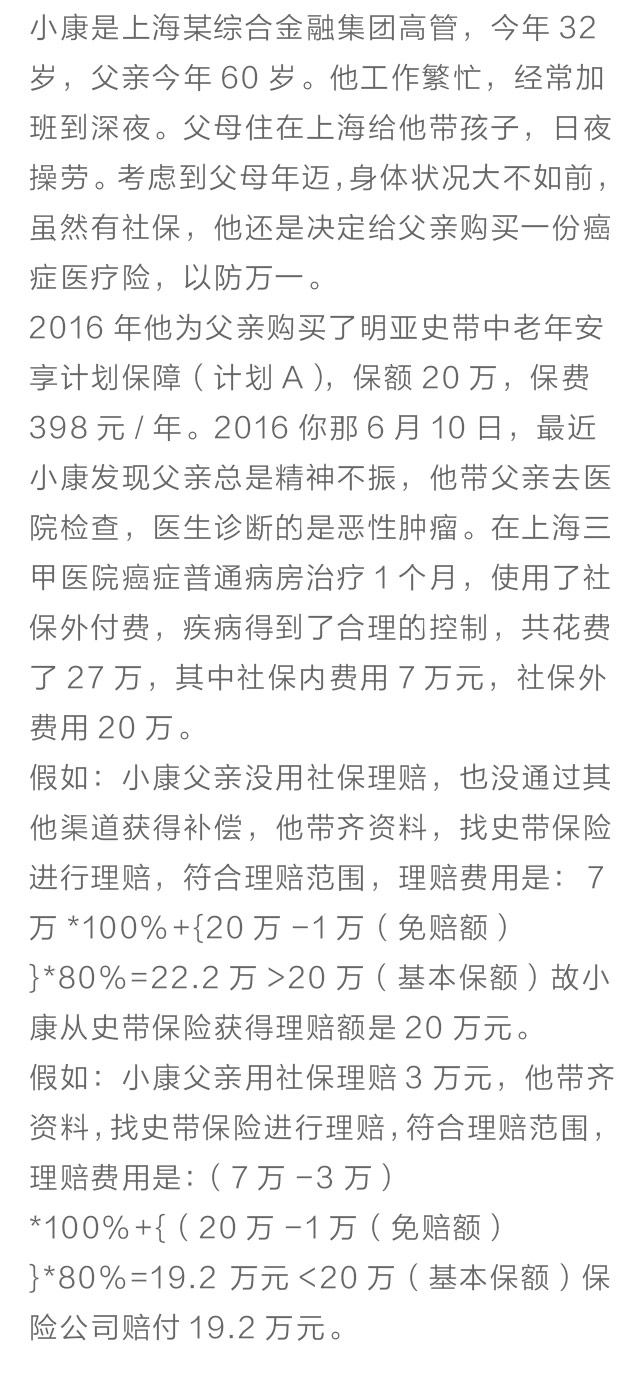 小康是上海某综合金融集团高管，今年 32
岁，父亲今年 60 岁。他工作繁忙，经常加
班到深夜。父母住在上海给他带孩子，日夜
操劳。考虑到父母年迈,身体状况大不如前，
虽然有社保，他还是决定给父亲购买一份癌
症医疗险，以防万一。
2016 年他为父亲购买了明亚史带中老年安
享计划保障（计划 A），保额 20 万，保费
398 元 / 年。2016 你那 6 月 10 日，最近
小康发现父亲总是精神不振，他带父亲去医
院检查，医生诊断的是恶性肿瘤。在上海三
甲医院癌症普通病房治疗 1 个月，使用了社
保外付费，疾病得到了合理的控制，共花费
了 27 万，其中社保内费用 7 万元，社保外
费用 20 万。
假如：小康父亲没用社保理赔，也没通过其
他渠道获得补偿，他带齐资料，找史带保险
进行理赔，符合理赔范围，理赔费用是： 7
万 *100%+{20 万 -1 万（免赔额）
}*80%=22.2 万 >20 万（基本保额）故小
康从史带保险获得理赔额是 20 万元。
假如：小康父亲用社保理赔 3 万元，他带齐
资料,找史带保险进行理赔,符合理赔范围，
理赔费用是：（7 万 -3 万）
*100%+{（20 万 -1 万（免赔额）
}*80%=19.2 万元 <20 万（基本保额）保
险公司赔付 19.2 万元。